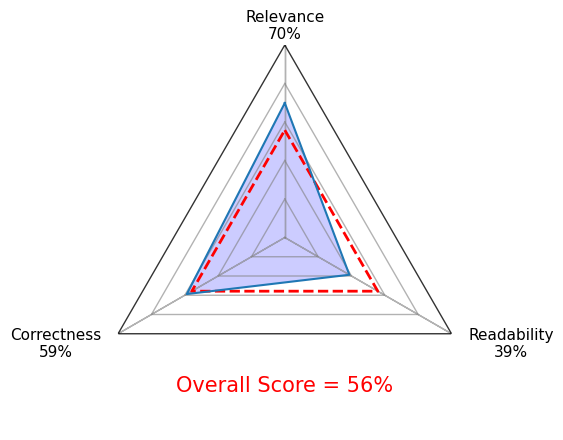 Relevance
70%
Correctness
59%
Readability
39%
Overall Score = 56%